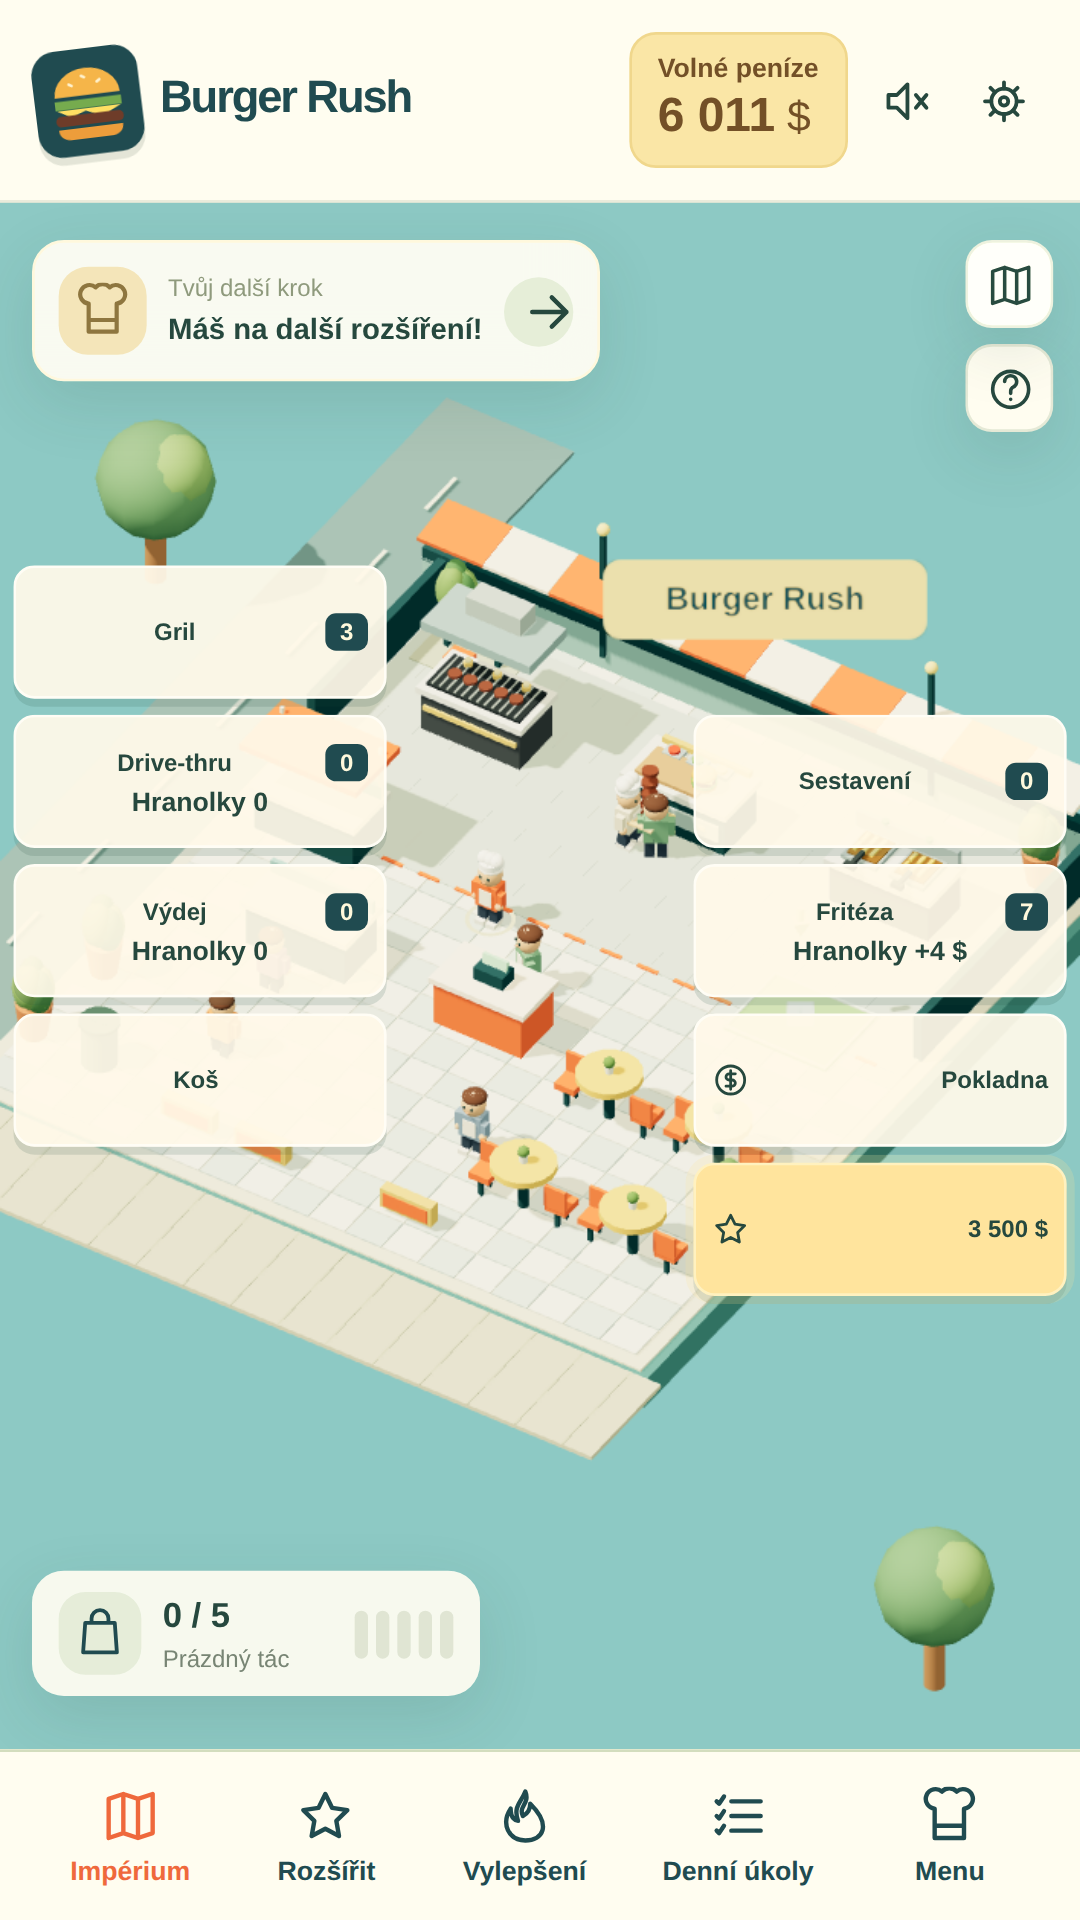 Burger Rush
Volné peníze
6 011 $
Tvůj další krok
Máš na další rozšíření!
Burger Rush
Gril 3
Drive-thru 0
Hranolky 0
Sestavení 0
Výdej 0
Hranolky 0
Fritéza 7
Hranolky +4 $
Koš
Pokladna
3 500 $
0 / 5
Prázdný tác
Impérium
Rozšířit
Vylepšení
Denní úkoly
Menu